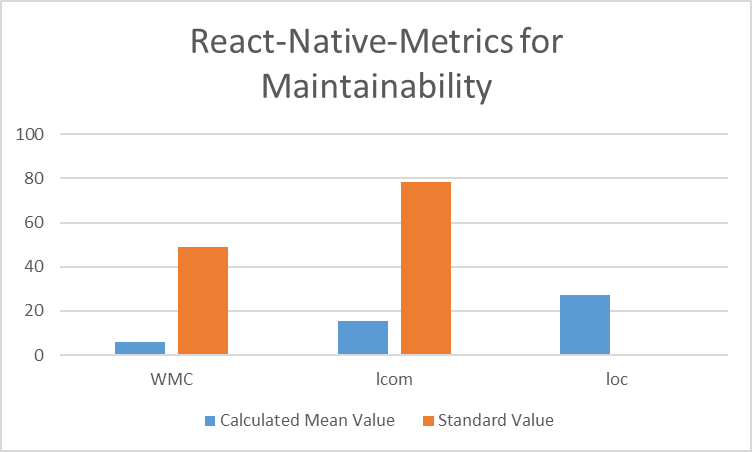 React-Native-Metrics for
Maintainability
100
80
60
40
20
0
WMC
lcom
loc
Calculated Mean Value
Standard Value